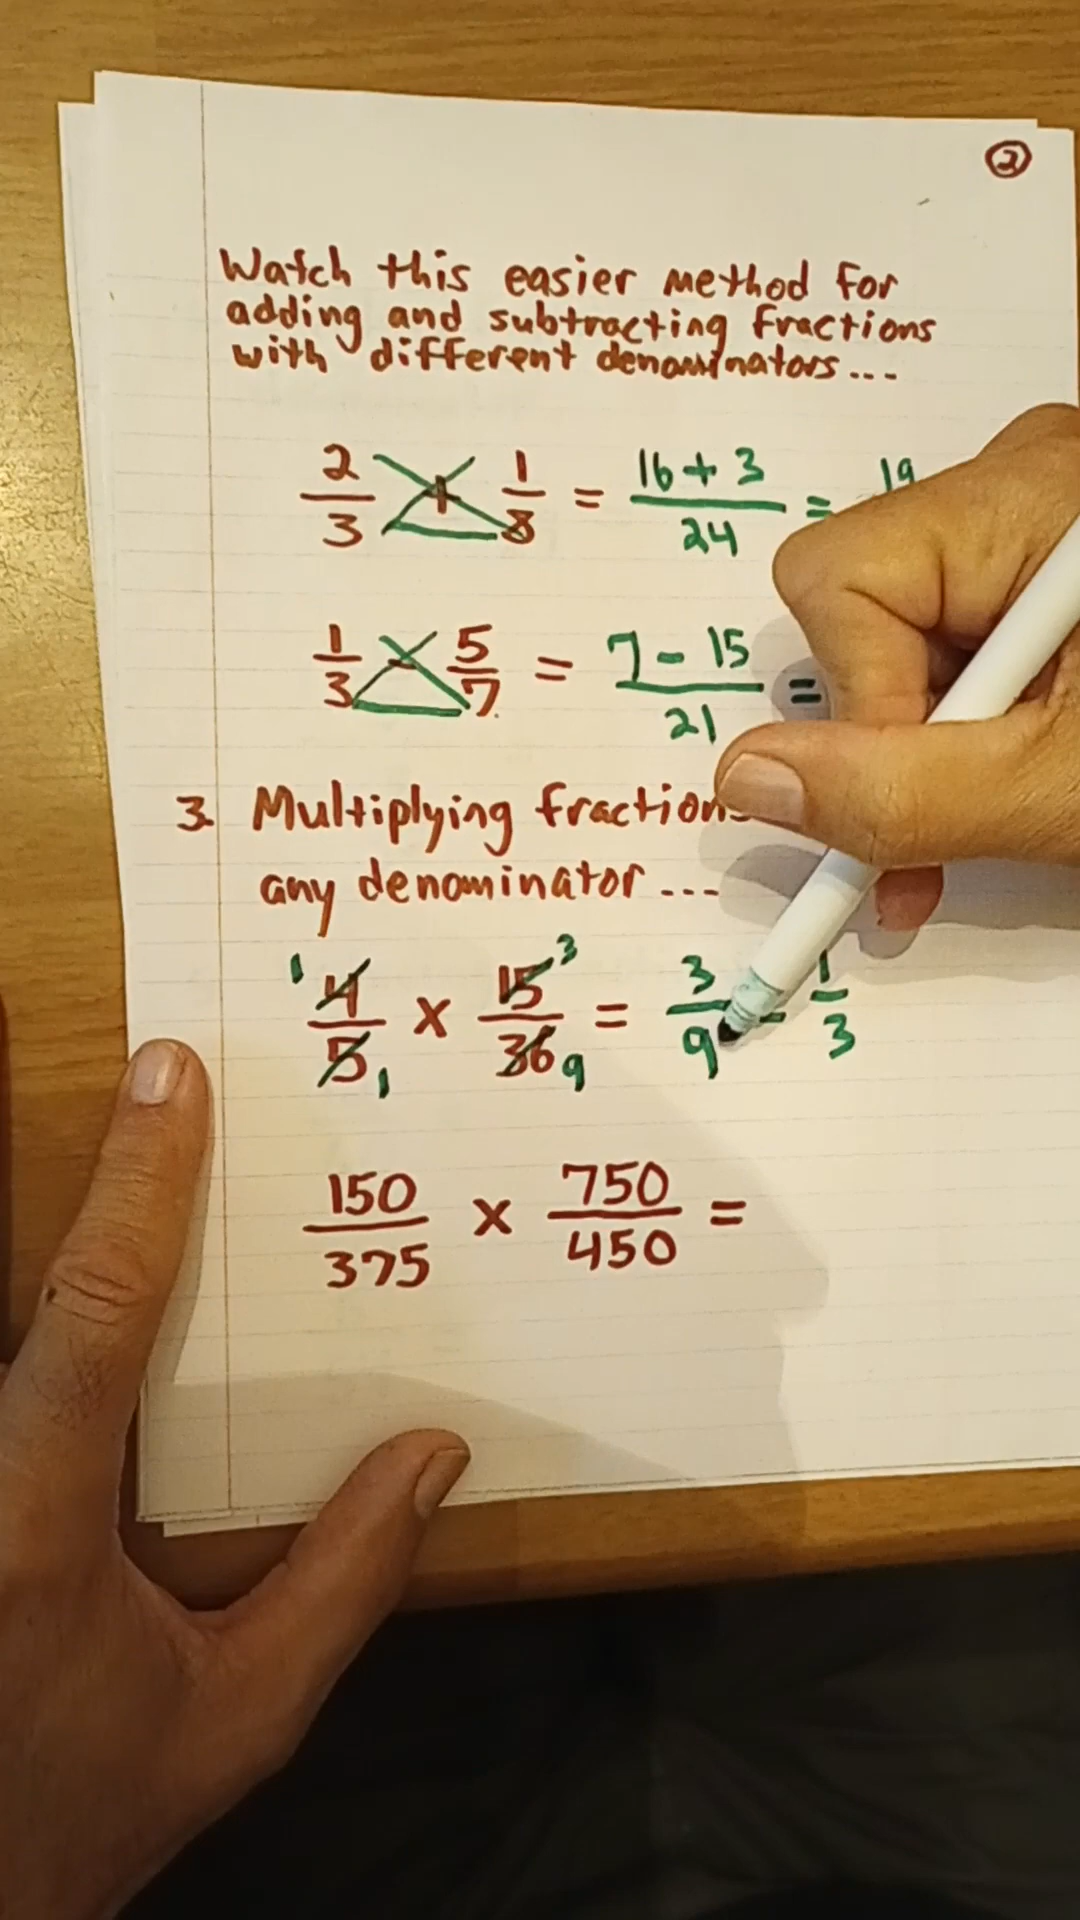 2
Watch this easier method for
adding and subtracting fractions
with different denominators...
2/3 + 1/8 = 16 + 3/24 = 19
1/3 - 5/7 = 7 - 15/21 =
3. Multiplying fractions
any denominator ...
1 4/5 1 x 15 3/36 9 = 3/9 = 1/3
150/375 x 750/450 =